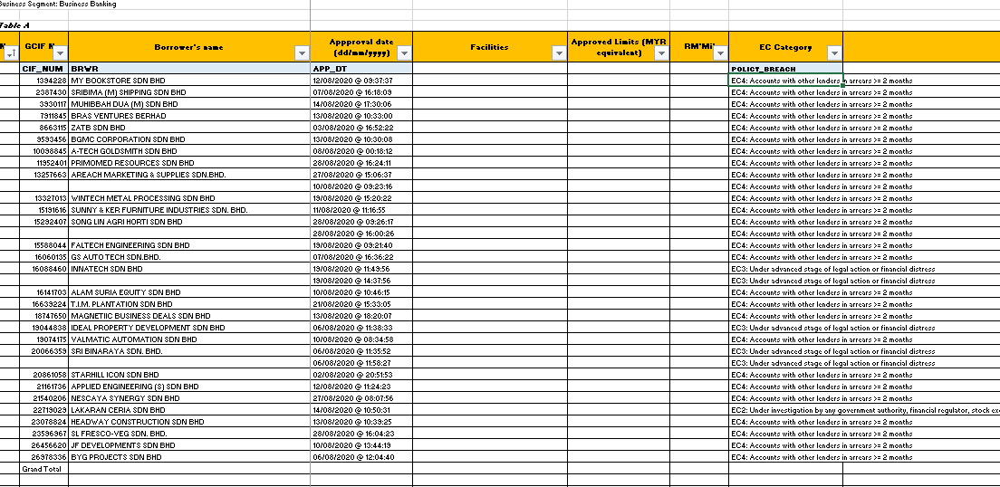 Business Segment: Business Banking
Table A
GCIF N Borrower's name Appproval date (dd/mm/yyyy) Facilities Approved Limits (MYR equivalent) RM'Mi' EC Category
CIF_NUM BRWR APP_DT POLICT_BREACH
1394228 MY BOOKSTORE SDN BHD 12/08/2020 @ 09:37:37 EC4: Accounts with other lenders in arrears >= 2 months
2387430 SRIBIMA (M) SHIPPING SDN BHD 07/08/2020 @ 16:18:09 EC4: Accounts with other lenders in arrears >= 2 months
3930117 MUHIBBAH DUA (M) SDN BHD 14/08/2020 @ 17:30:06 EC4: Accounts with other lenders in arrears >= 2 months
7911845 BRAS VENTURES BERHAD 13/08/2020 @ 10:33:00 EC4: Accounts with other lenders in arrears >= 2 months
8663115 ZATB SDN BHD 03/08/2020 @ 16:52:22 EC4: Accounts with other lenders in arrears >= 2 months
9593456 BGMC CORPORATION SDN BHD 13/08/2020 @ 10:30:08 EC4: Accounts with other lenders in arrears >= 2 months
10098845 A-TECH GOLDSMITH SDN BHD 08/08/2020 @ 00:18:12 EC4: Accounts with other lenders in arrears >= 2 months
11952401 PRIMOMED RESOURCES SDN BHD 28/08/2020 @ 16:24:11 EC4: Accounts with other lenders in arrears >= 2 months
13257663 AREACH MARKETING & SUPPLIES SDN.BHD. 27/08/2020 @ 15:06:37 EC4: Accounts with other lenders in arrears >= 2 months
10/08/2020 @ 09:23:16 EC4: Accounts with other lenders in arrears >= 2 months
13327013 WINTECH METAL PROCESSING SDN BHD 19/08/2020 @ 15:20:22 EC4: Accounts with other lenders in arrears >= 2 months
15191616 SUNNY & KER FURNITURE INDUSTRIES SDN. BHD. 11/08/2020 @ 11:16:55 EC4: Accounts with other lenders in arrears >= 2 months
15292407 SONG LIN AGRI HORTI SDN BHD 28/08/2020 @ 09:26:17 EC4: Accounts with other lenders in arrears >= 2 months
28/08/2020 @ 16:00:26 EC4: Accounts with other lenders in arrears >= 2 months
15588044 FALTECH ENGINEERING SDN BHD 19/08/2020 @ 09:21:40 EC4: Accounts with other lenders in arrears >= 2 months
16060135 GS AUTO TECH SDN.BHD. 07/08/2020 @ 16:36:22 EC4: Accounts with other lenders in arrears >= 2 months
16088460 INNATECH SDN BHD 19/08/2020 @ 11:49:56 EC3: Under advanced stage of legal action or financial distress
19/08/2020 @ 14:37:56 EC3: Under advanced stage of legal action or financial distress
16141703 ALAM SURIA EQUITY SDN BHD 10/08/2020 @ 10:46:15 EC4: Accounts with other lenders in arrears >= 2 months
16639224 T.I.M. PLANTATION SDN BHD 21/08/2020 @ 15:33:05 EC4: Accounts with other lenders in arrears >= 2 months
18747650 MAGNETIIC BUSINESS DEALS SDN BHD 13/08/2020 @ 18:20:07 EC4: Accounts with other lenders in arrears >= 2 months
19044838 IDEAL PROPERTY DEVELOPMENT SDN BHD 06/08/2020 @ 11:38:33 EC3: Under advanced stage of legal action or financial distress
19074175 VALMATIC AUTOMATION SDN BHD 10/08/2020 @ 08:34:58 EC4: Accounts with other lenders in arrears >= 2 months
20066359 SRI BINARAYA SDN. BHD. 06/08/2020 @ 11:35:52 EC3: Under advanced stage of legal action or financial distress
06/08/2020 @ 11:58:27 EC3: Under advanced stage of legal action or financial distress
20861058 STARHILL ICON SDN BHD 02/08/2020 @ 20:51:53 EC4: Accounts with other lenders in arrears >= 2 months
21161736 APPLIED ENGINEERING (S) SDN BHD 12/08/2020 @ 11:24:23 EC4: Accounts with other lenders in arrears >= 2 months
21540206 NESCAYA SYNERGY SDN BHD 27/08/2020 @ 08:07:56 EC4: Accounts with other lenders in arrears >= 2 months
22719029 LAKARAN CERIA SDN BHD 14/08/2020 @ 10:50:31 EC2: Under investigation by any government authority, financial regulator, stock ex
23078824 HEADWAY CONSTRUCTION SDN BHD 13/08/2020 @ 10:39:25 EC4: Accounts with other lenders in arrears >= 2 months
23596967 SL FRESCO-VEG SDN. BHD. 28/08/2020 @ 16:04:23 EC4: Accounts with other lenders in arrears >= 2 months
26456620 JF DEVELOPMENTS SDN BHD 10/08/2020 @ 13:44:19 EC4: Accounts with other lenders in arrears >= 2 months
26978336 BYG PROJECTS SDN BHD 06/08/2020 @ 12:04:40 EC4: Accounts with other lenders in arrears >= 2 months
Grand Total